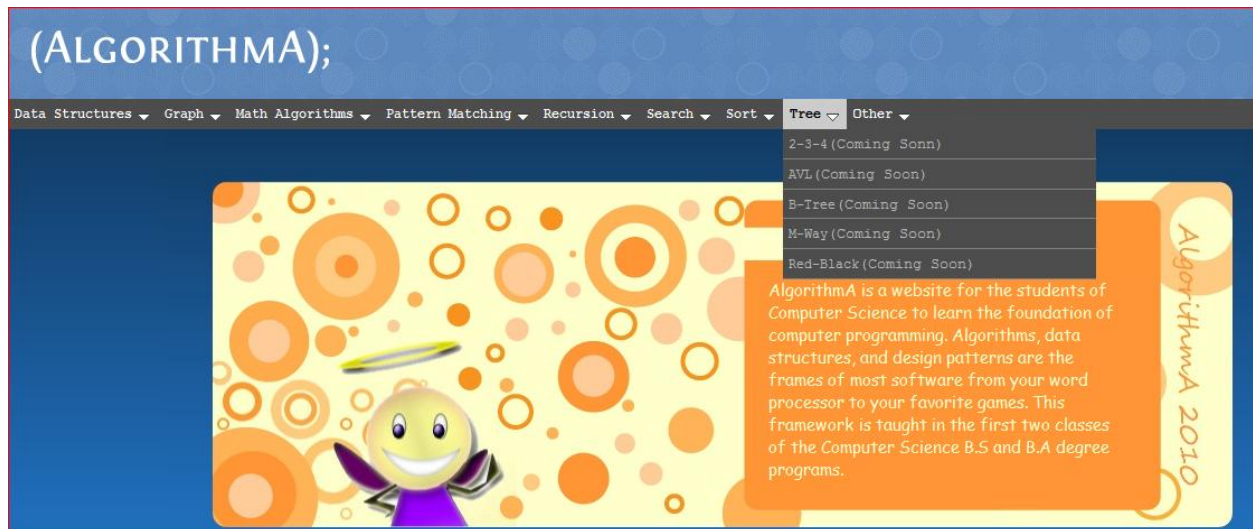 (ALGORITHMA);
Data Structures Graph Math Algorithms Pattern Matching Recursion Search Sort Tree Other
2-3-4(Coming Sonn)
AVL(Coming Soon)
B-Tree(Coming Soon)
M-Way(Coming Soon)
Red-Black(Coming Soon)
AlgorithmA is a website for the students of
Computer Science to learn the foundation of
computer programming. Algorithms, data
structures, and design patterns are the
frames of most software from your word
processor to your favorite games. This
framework is taught in the first two classes
of the Computer Science B.S and B.A degree
programs.
AlgorithmA 2010